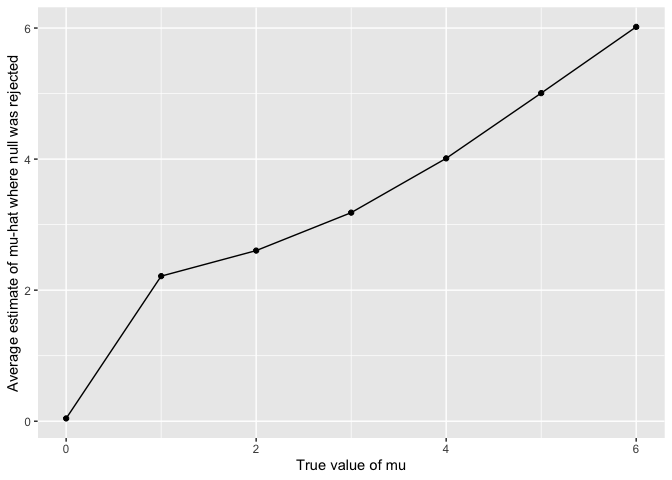 Average estimate of mu-hat where null was rejected
6
4
2
0
0 2 4 6
True value of mu